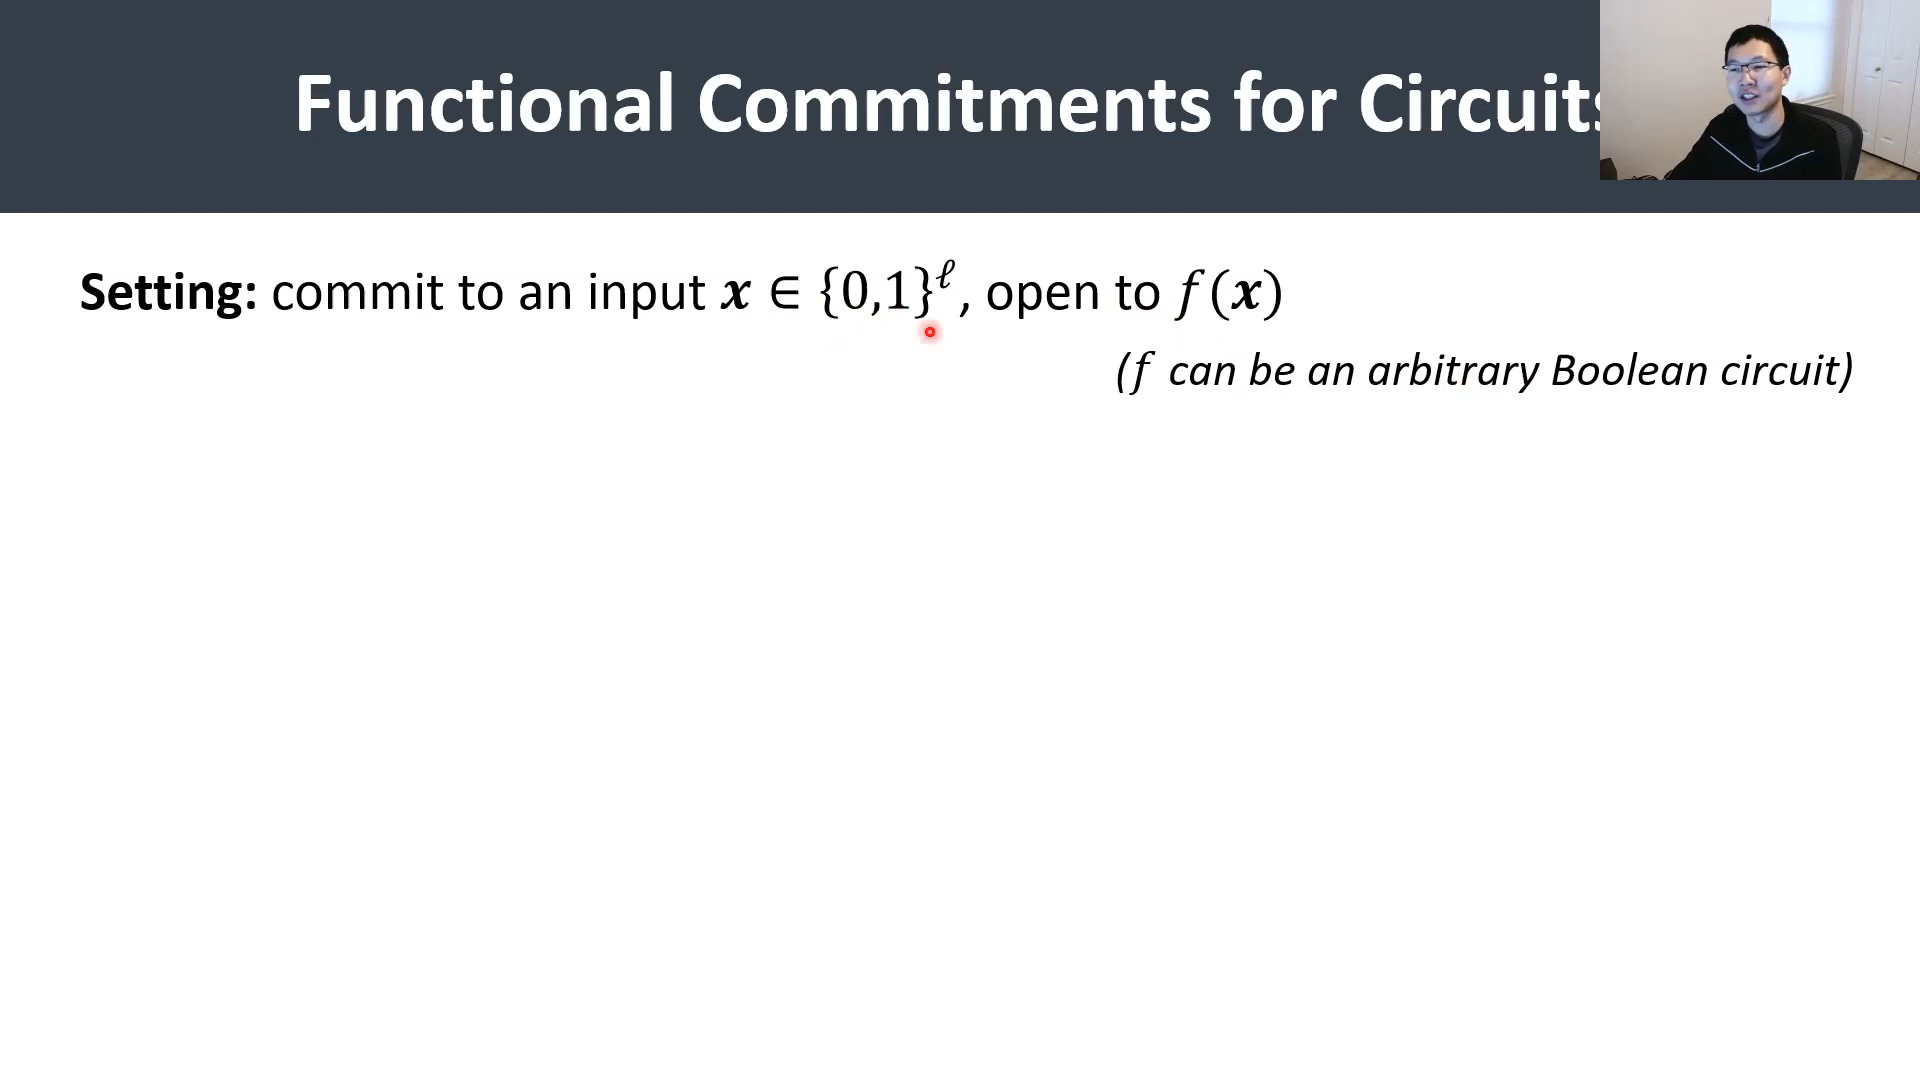 Functional Commitments for Circuits
Setting: commit to an input 𝒙 ∈ {0,1}^ℓ, open to f(𝒙)
(f can be an arbitrary Boolean circuit)